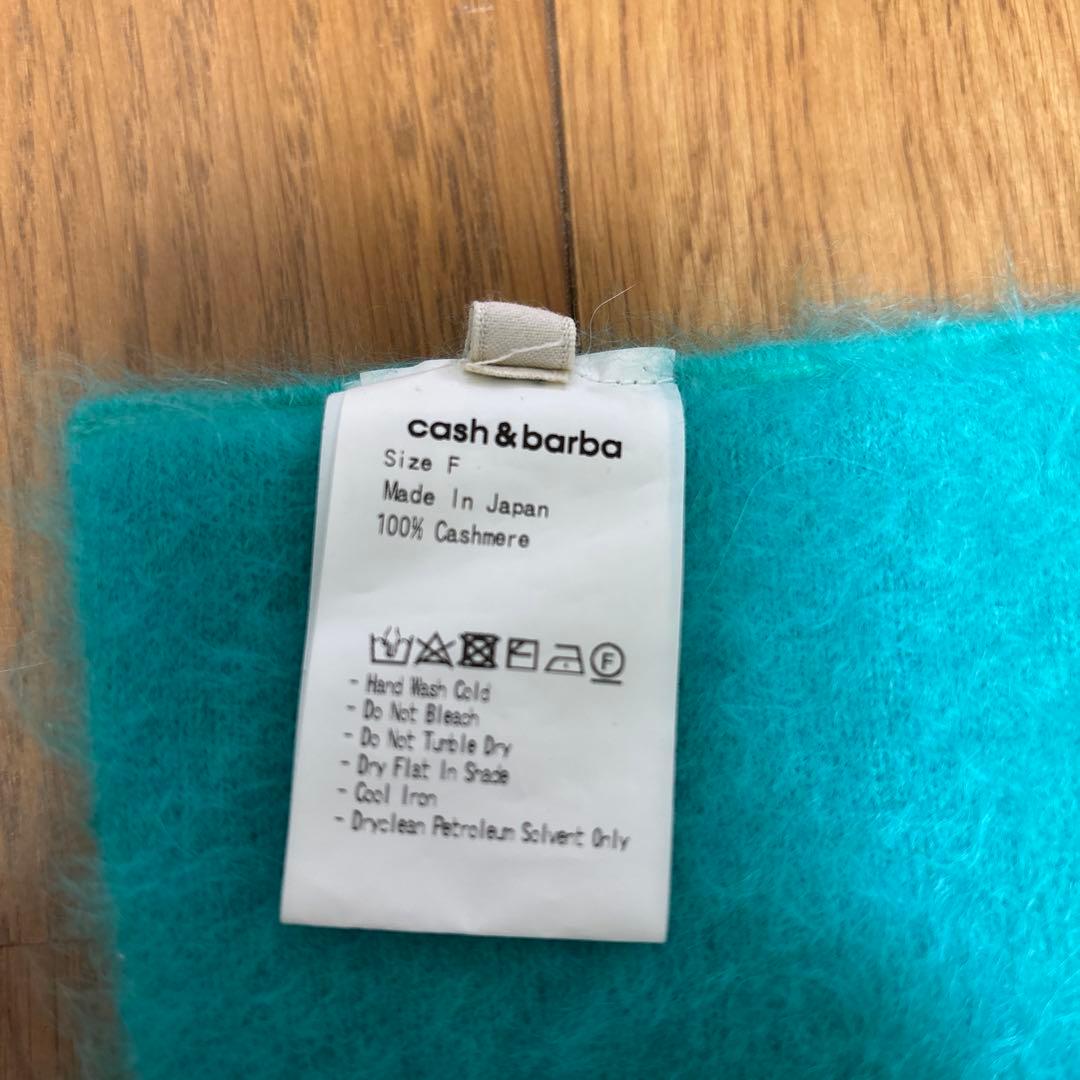 cash&barba
Size F
Made In Japan
100% Cashmere
F
- Hand Wash Cold
- Do Not Bleach
- Do Not Tumble Dry
- Dry Flat In Shade
- Cool Iron
- Dryclean Petroleum Solvent Only